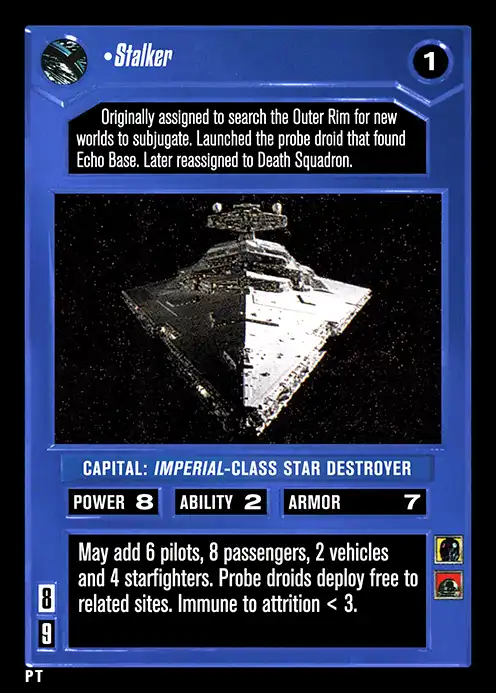 •Stalker
1
Originally assigned to search the Outer Rim for new
worlds to subjugate. Launched the probe droid that found
Echo Base. Later reassigned to Death Squadron.
CAPITAL: IMPERIAL-CLASS STAR DESTROYER
POWER 8 ABILITY 2 ARMOR 7
May add 6 pilots, 8 passengers, 2 vehicles
and 4 starfighters. Probe droids deploy free to
related sites. Immune to attrition < 3.
8
9
PT